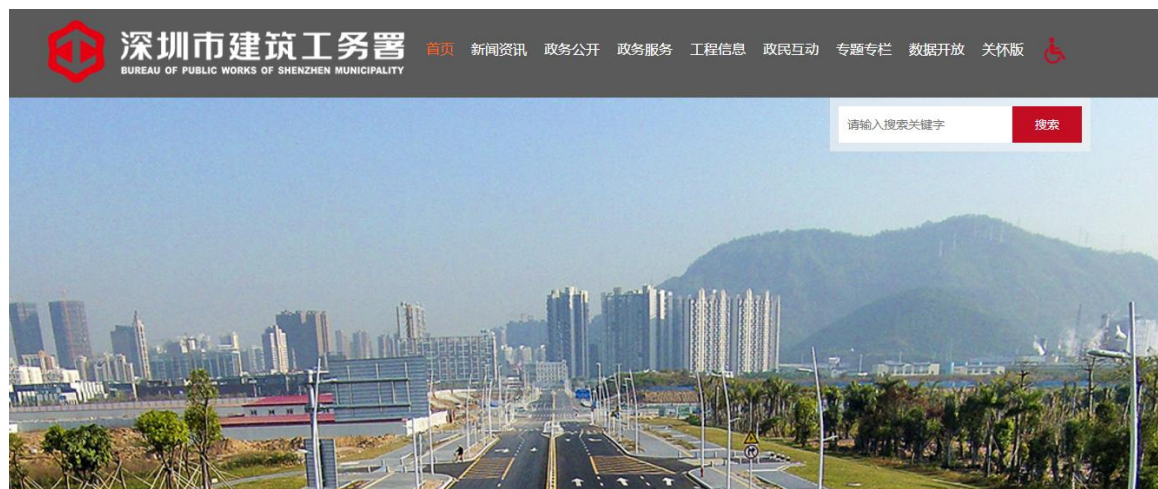 深圳市建筑工务署
BUREAU OF PUBLIC WORKS OF SHENZHEN MUNICIPALITY
首页 新闻资讯 政务公开 政务服务 工程信息 政民互动 专题专栏 数据开放 关怀版
请输入搜索关键字 搜索